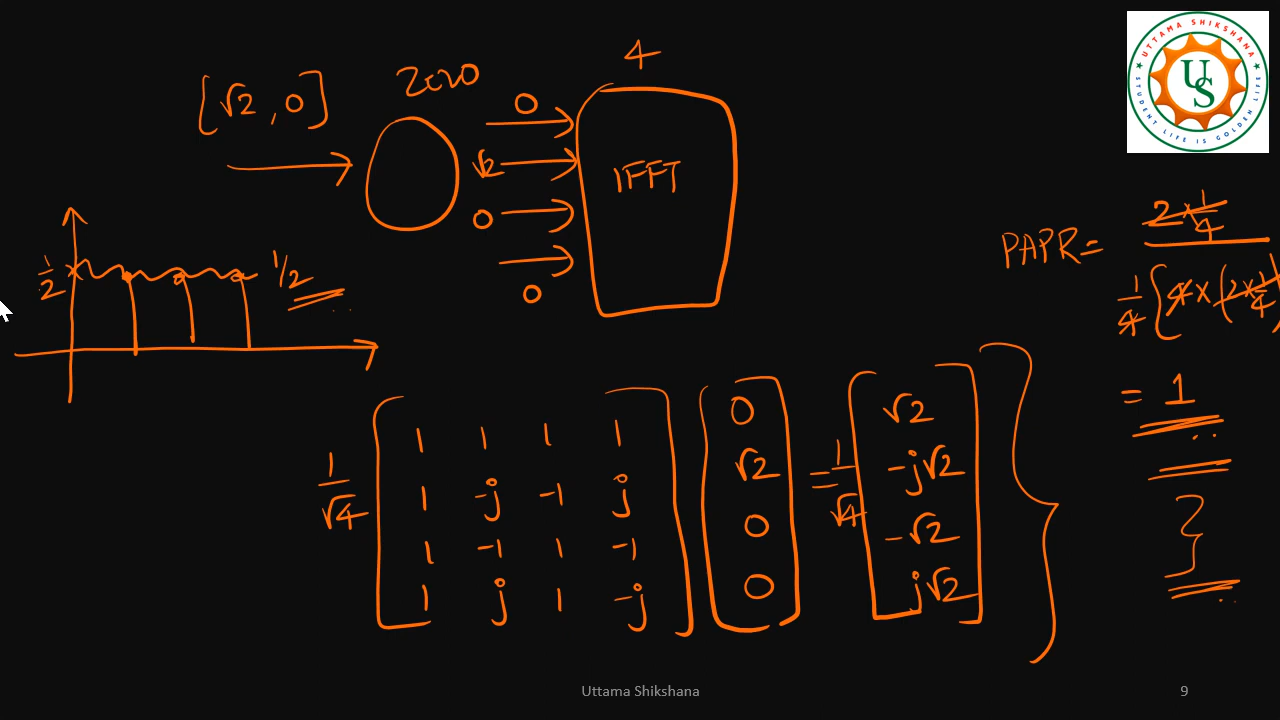 UTTAMA SHIKSHANA
US
STUDENT LIFE IS GOLDEN LIFE
4
[√2, 0]
zero
0
√2
0
0
IFFT
1/2
1/2
PAPR = 2×1/4
1/4 {4×(2×1/4)
= 1
1/√4 [1 1 1 1] [0] = 1/√4 [√2]
[1 -j -1 j] [√2] [-j√2]
[1 -1 1 -1] [0] [-√2]
[1 j 1 -j] [0] [j√2]
Uttama Shikshana
9